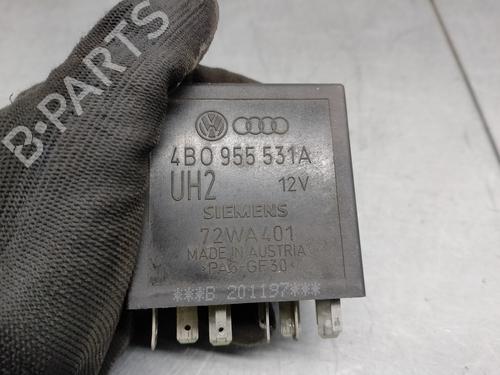 B-PARTS
4B0 955 531A
UH2 12V
SIEMENS
72WA401
MADE IN AUSTRIA
>PA6-GF30<
***B 201197***